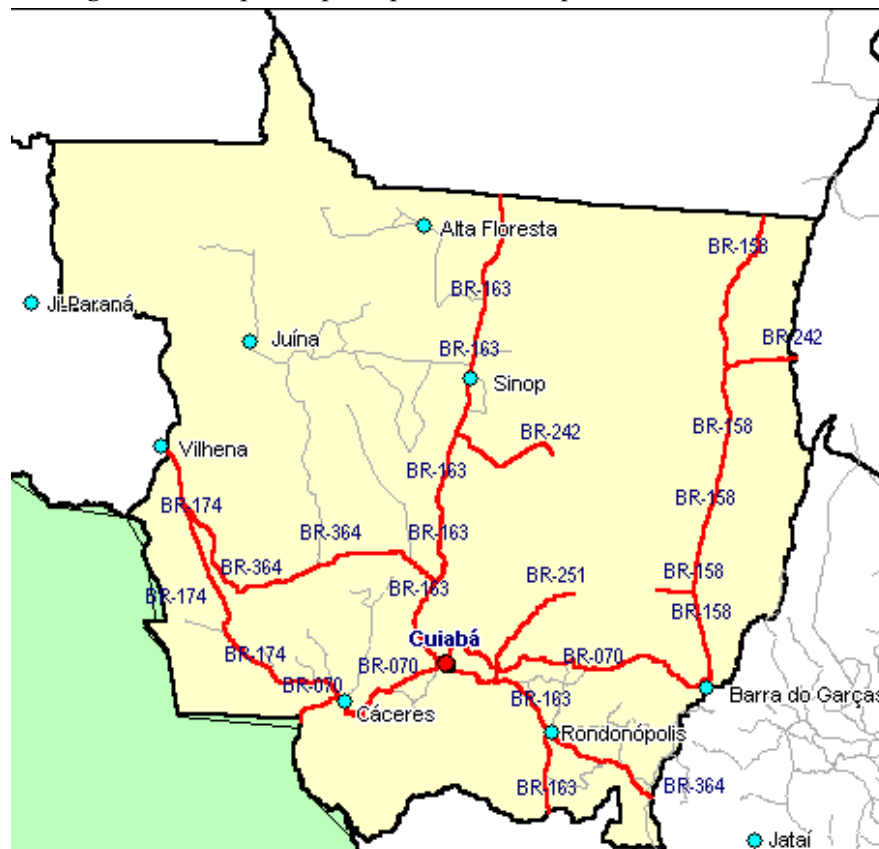 Alta Floresta
BR-158
BR-163
Ji-Paraná
BR-242
Juína
BR-163
Sinop
BR-158
BR-242
Vilhena
BR-163
BR-174
BR-158
BR-364
BR-163
BR-364
BR-251
BR-158
BR-163
BR-174
BR-158
Cuiabá
BR-174
BR-070
BR-070
BR-070
Barra do Garças
BR-163
Cáceres
Rondonópolis
BR-163
BR-364
Jataí